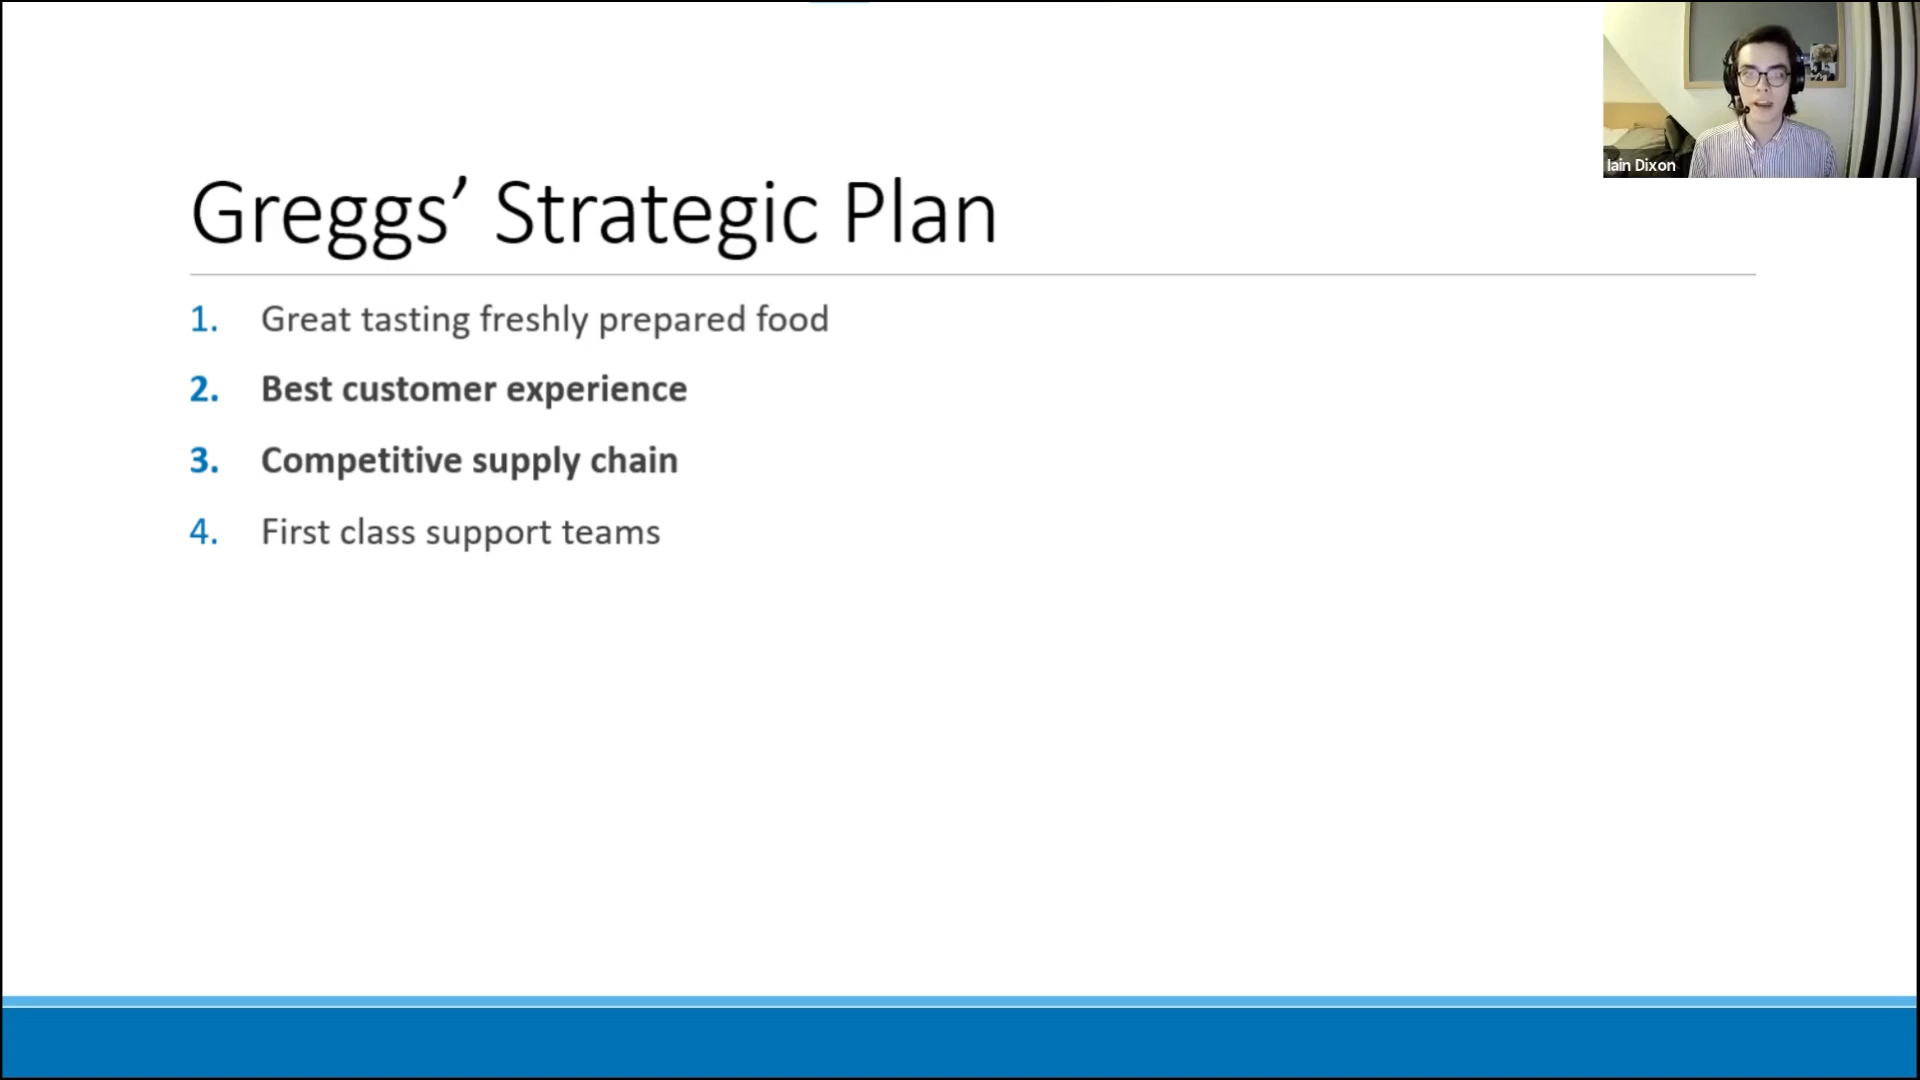 Iain Dixon
Greggs’ Strategic Plan
1. Great tasting freshly prepared food
2. Best customer experience
3. Competitive supply chain
4. First class support teams